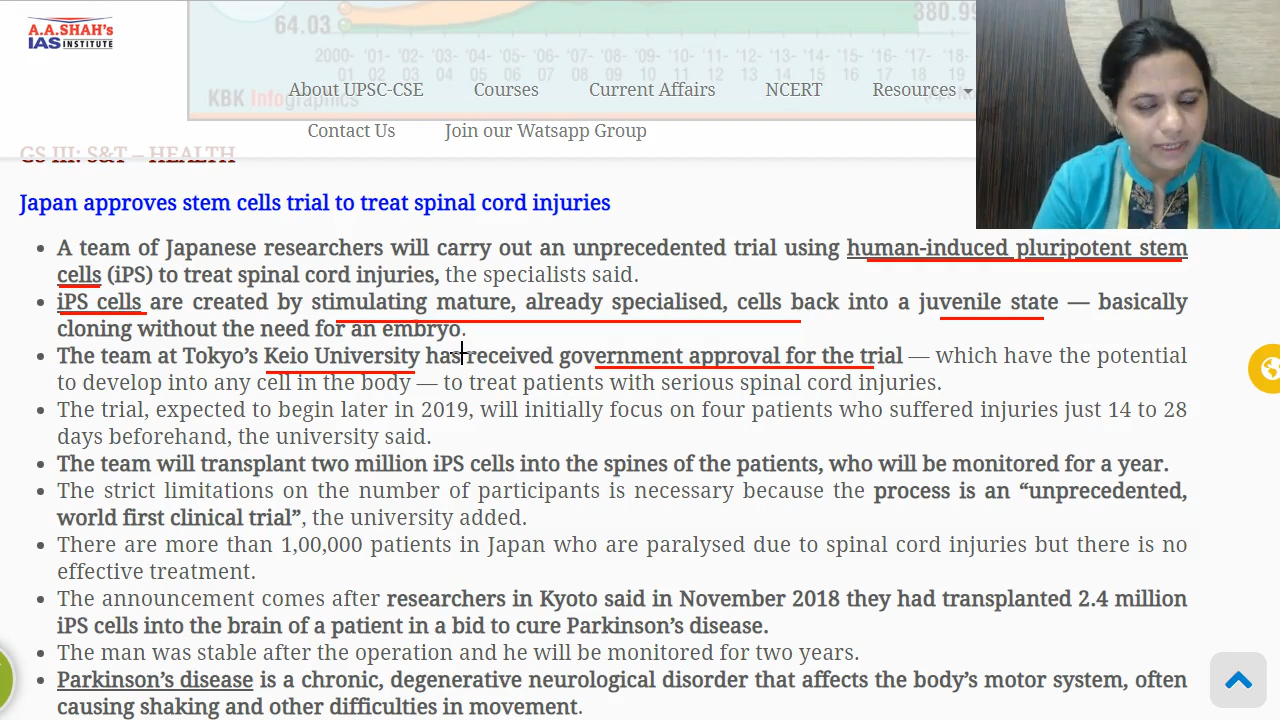 A.A.SHAH's
IAS INSTITUTE
64.03
380.99
2000-01 '01-02 '02-03 '03-04 '04-05 '05-06 '06-07 '07-08 '08-09 '09-10 '10-11 '11-12 '12-13 '13-14 '14-15 '15-16 '16-17 '17-18 '18-19
KBK Infographics
About UPSC-CSE Courses Current Affairs NCERT Resources
Contact Us Join our Watsapp Group
GS III: S&T – HEALTH
Japan approves stem cells trial to treat spinal cord injuries
• A team of Japanese researchers will carry out an unprecedented trial using human-induced pluripotent stem
cells (iPS) to treat spinal cord injuries, the specialists said.
• iPS cells are created by stimulating mature, already specialised, cells back into a juvenile state — basically
cloning without the need for an embryo.
• The team at Tokyo's Keio University has received government approval for the trial — which have the potential
to develop into any cell in the body — to treat patients with serious spinal cord injuries.
• The trial, expected to begin later in 2019, will initially focus on four patients who suffered injuries just 14 to 28
days beforehand, the university said.
• The team will transplant two million iPS cells into the spines of the patients, who will be monitored for a year.
• The strict limitations on the number of participants is necessary because the process is an “unprecedented,
world first clinical trial”, the university added.
• There are more than 1,00,000 patients in Japan who are paralysed due to spinal cord injuries but there is no
effective treatment.
• The announcement comes after researchers in Kyoto said in November 2018 they had transplanted 2.4 million
iPS cells into the brain of a patient in a bid to cure Parkinson's disease.
• The man was stable after the operation and he will be monitored for two years.
• Parkinson's disease is a chronic, degenerative neurological disorder that affects the body's motor system, often
causing shaking and other difficulties in movement.